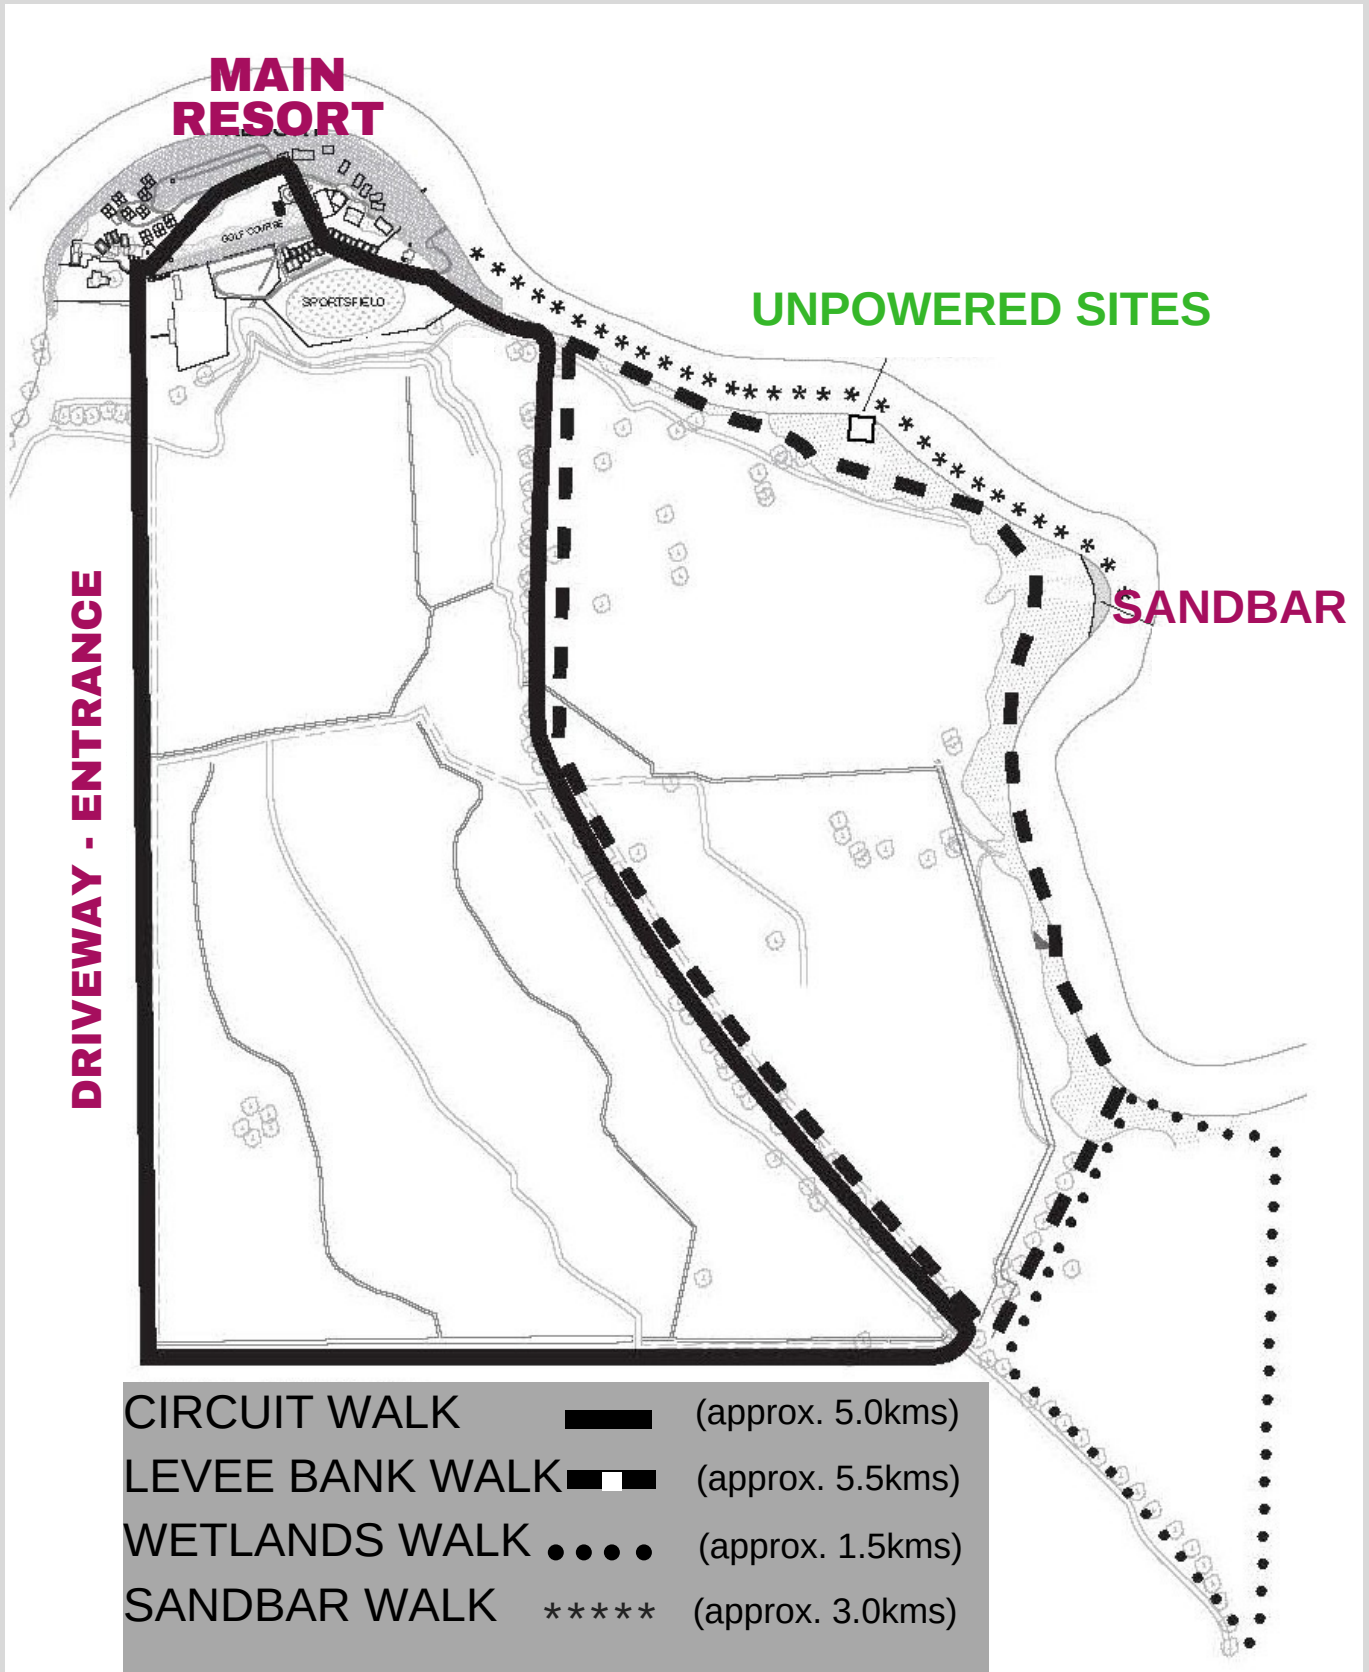 MAIN
RESORT
GOLF COURSE
SPORTSFIELD
UNPOWERED SITES
SANDBAR
DRIVEWAY - ENTRANCE
CIRCUIT WALK (approx. 5.0kms)
LEVEE BANK WALK (approx. 5.5kms)
WETLANDS WALK (approx. 1.5kms)
SANDBAR WALK ***** (approx. 3.0kms)